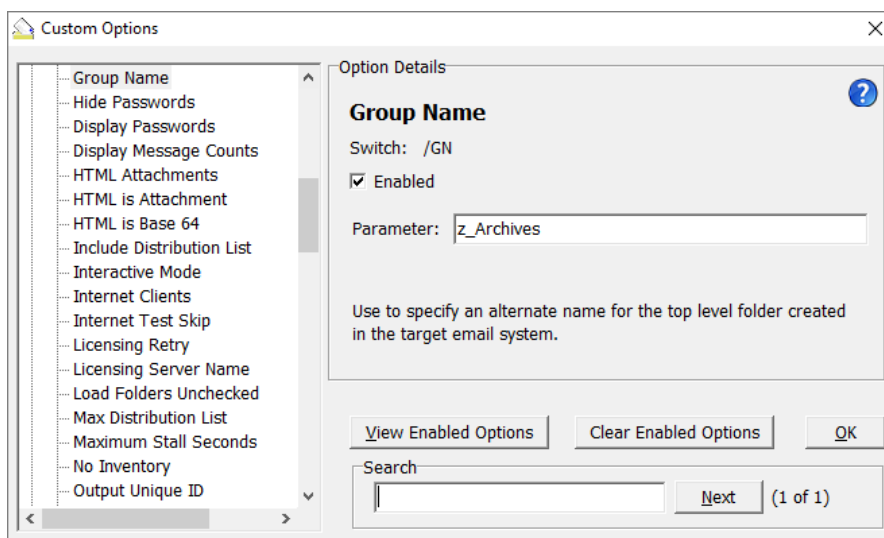 Custom Options
Group Name
Hide Passwords
Display Passwords
Display Message Counts
HTML Attachments
HTML is Attachment
HTML is Base 64
Include Distribution List
Interactive Mode
Internet Clients
Internet Test Skip
Licensing Retry
Licensing Server Name
Load Folders Unchecked
Max Distribution List
Maximum Stall Seconds
No Inventory
Output Unique ID
Option Details
?
Group Name
Switch: /GN
Enabled
Parameter: z_Archives
Use to specify an alternate name for the top level folder created
in the target email system.
View Enabled Options Clear Enabled Options OK
Search
Next (1 of 1)